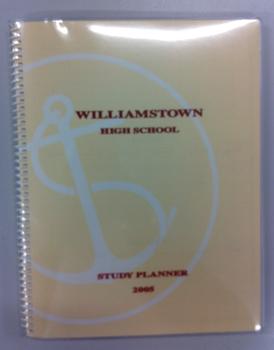 WILLIAMSTOWN
HIGH SCHOOL
STUDY PLANNER
2005